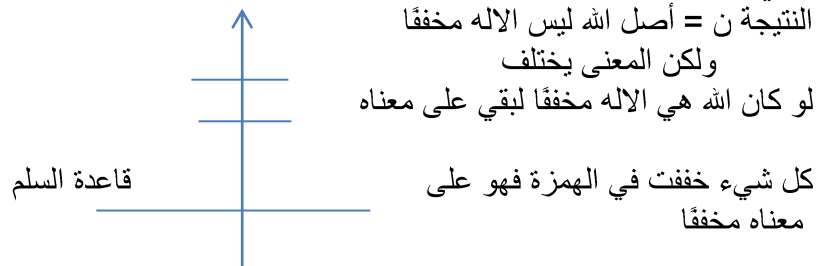 النتيجة ن = أصل الله ليس الاله مخففًا
ولكن المعنى يختلف
لو كان الله هي الاله مخففًا لبقي على معناه
كل شيء خففت في الهمزة فهو على
معناه مخففًا
قاعدة السلم